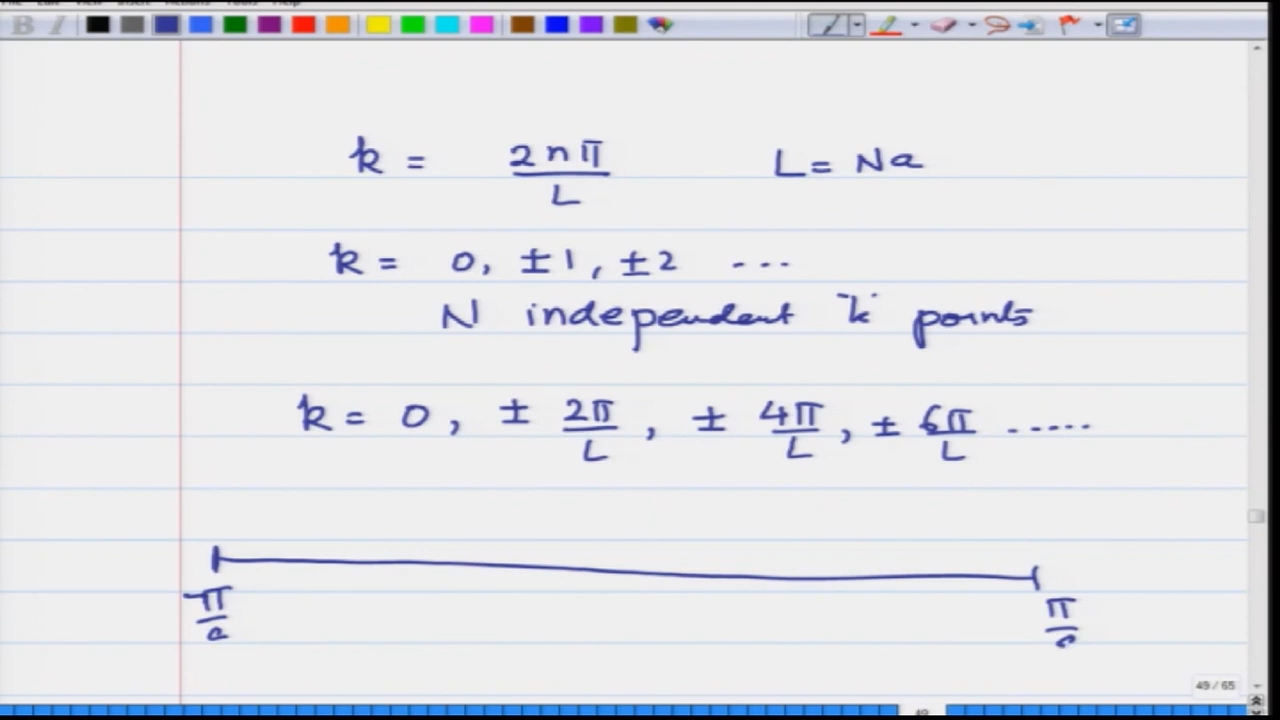 k = 2nπ/L L = Na
k = 0, ±1, ±2 ...
N independent k points
k = 0, ± 2π/L, ± 4π/L, ± 6π/L .....
-π/a π/a
49 / 65